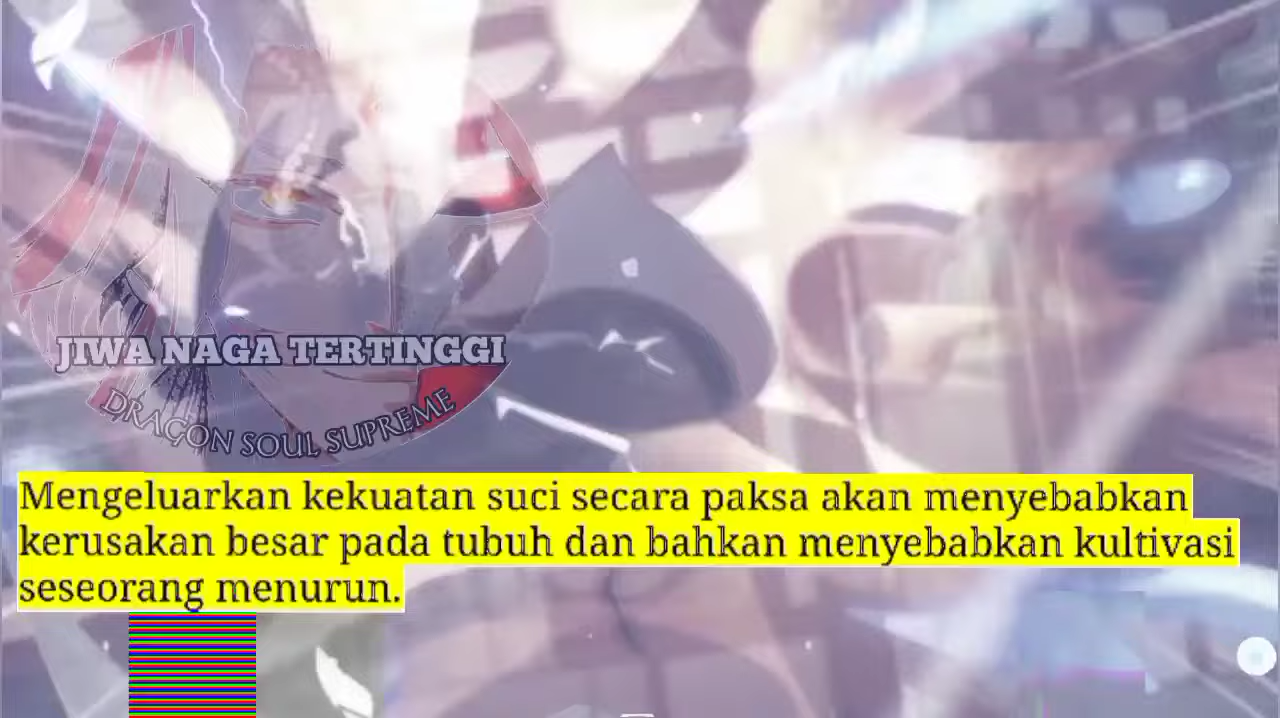 JIWA NAGA TERTINGGI
DRAGON SOUL SUPREME
Mengeluarkan kekuatan suci secara paksa akan menyebabkan
kerusakan besar pada tubuh dan bahkan menyebabkan kultivasi
seseorang menurun.